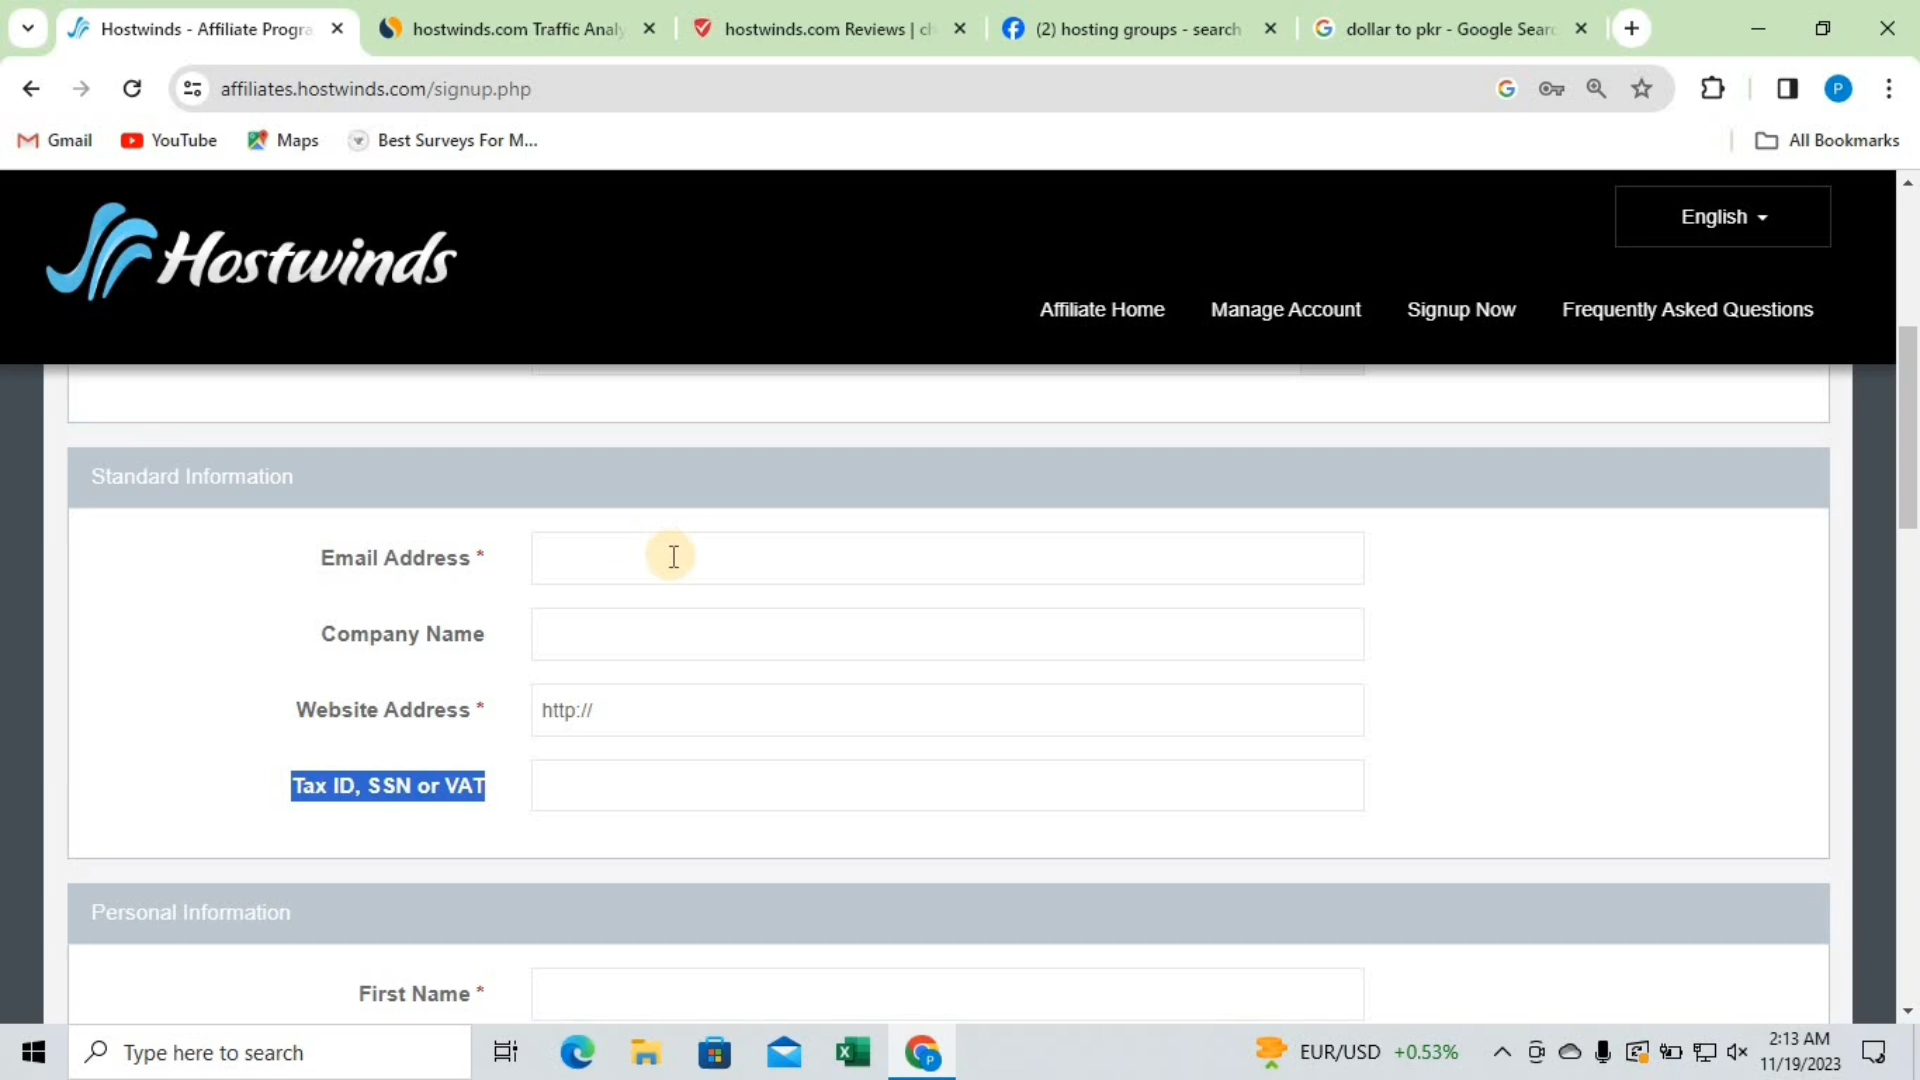 Hostwinds - Affiliate Progra
hostwinds.com Traffic Analy
hostwinds.com Reviews | ch
(2) hosting groups - search
dollar to pkr - Google Sear
affiliates.hostwinds.com/signup.php
P
Gmail
YouTube
Maps
Best Surveys For M...
All Bookmarks
Hostwinds
English
Affiliate Home
Manage Account
Signup Now
Frequently Asked Questions
Standard Information
Email Address *
Company Name
Website Address *
http://
Tax ID, SSN or VAT
Personal Information
First Name *
Type here to search
EUR/USD +0.53%
2:13 AM
11/19/2023